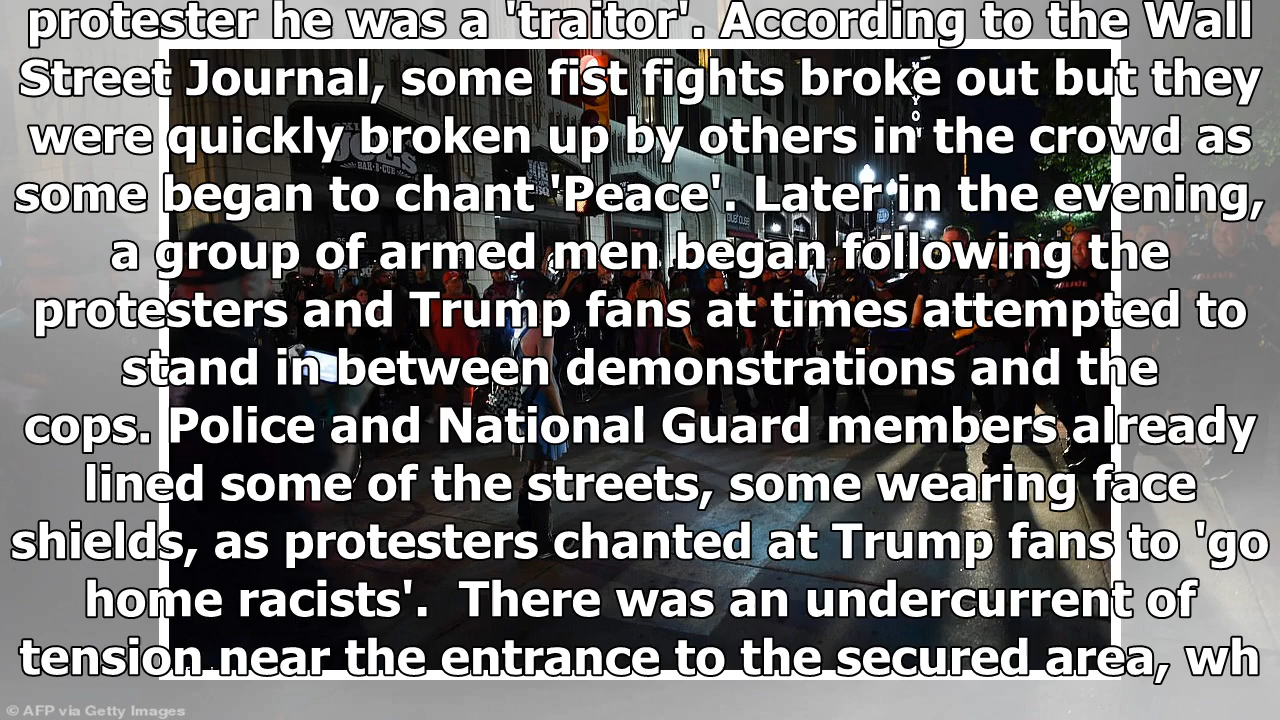 protester he was a 'traitor'. According to the Wall
Street Journal, some fist fights broke out but they
were quickly broken up by others in the crowd as
some began to chant 'Peace'. Later in the evening,
a group of armed men began following the
protesters and Trump fans at times attempted to
stand in between demonstrations and the
cops. Police and National Guard members already
lined some of the streets, some wearing face
shields, as protesters chanted at Trump fans to 'go
home racists'.  There was an undercurrent of
tension near the entrance to the secured area, wh
JOE'S
BAR-B-CUE
POLICE
© AFP via Getty Images